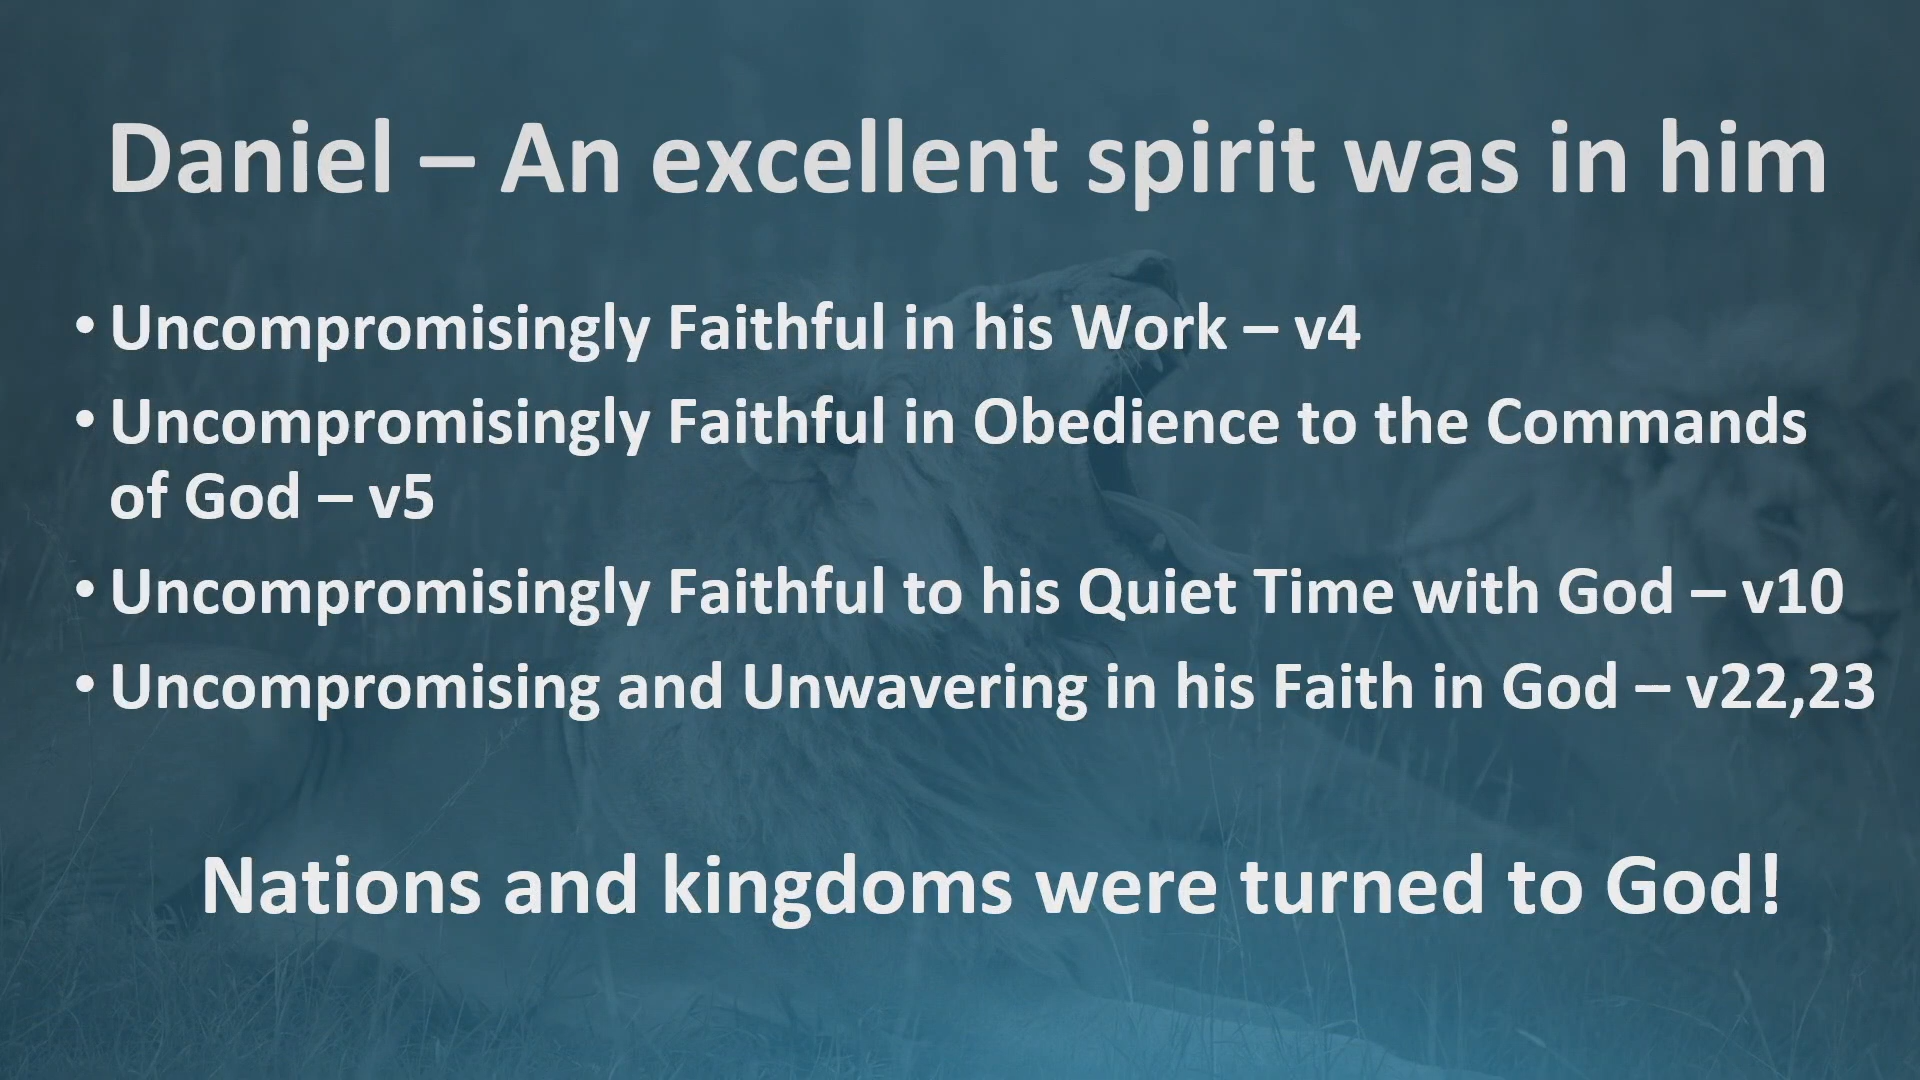 Daniel – An excellent spirit was in him
• Uncompromisingly Faithful in his Work – v4
• Uncompromisingly Faithful in Obedience to the Commands
of God – v5
• Uncompromisingly Faithful to his Quiet Time with God – v10
• Uncompromising and Unwavering in his Faith in God – v22,23
Nations and kingdoms were turned to God!